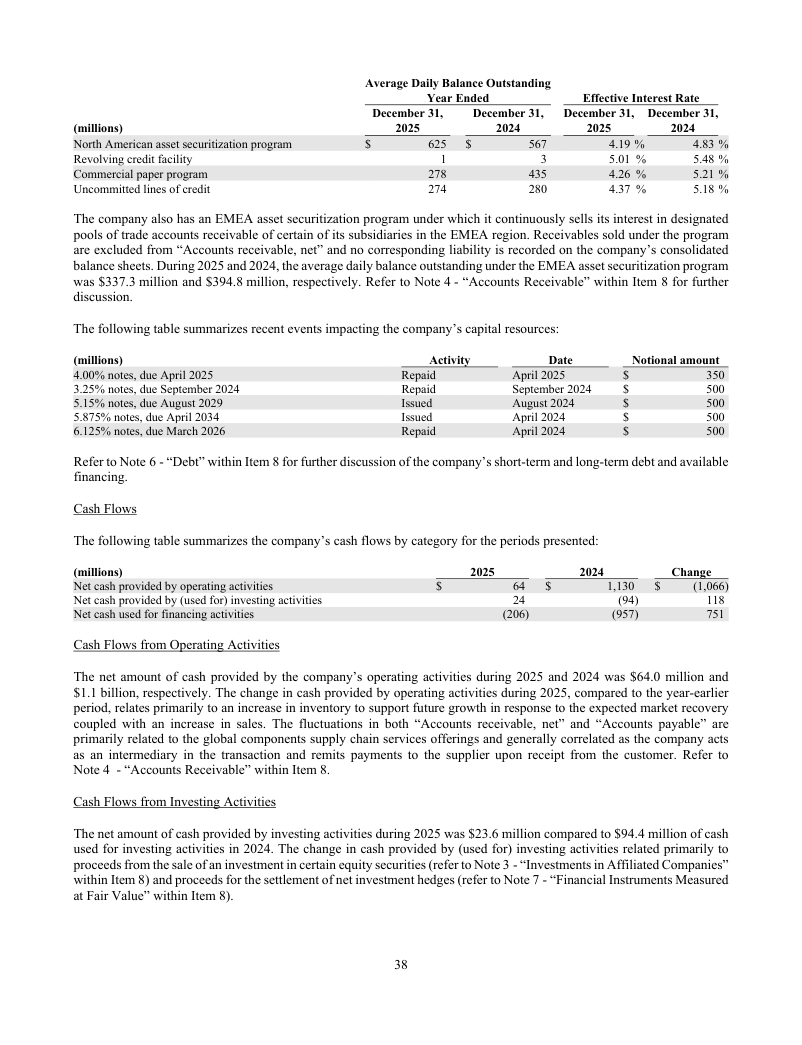 Average Daily Balance Outstanding
Year Ended Effective Interest Rate
December 31, December 31, December 31, December 31,
(millions) 2025 2024 2025 2024
North American asset securitization program $ 625 $ 567 4.19 % 4.83 %
Revolving credit facility 1 3 5.01 % 5.48 %
Commercial paper program 278 435 4.26 % 5.21 %
Uncommitted lines of credit 274 280 4.37 % 5.18 %
The company also has an EMEA asset securitization program under which it continuously sells its interest in designated
pools of trade accounts receivable of certain of its subsidiaries in the EMEA region. Receivables sold under the program
are excluded from “Accounts receivable, net” and no corresponding liability is recorded on the company’s consolidated
balance sheets. During 2025 and 2024, the average daily balance outstanding under the EMEA asset securitization program
was $337.3 million and $394.8 million, respectively. Refer to Note 4 - “Accounts Receivable” within Item 8 for further
discussion.
The following table summarizes recent events impacting the company’s capital resources:
(millions) Activity Date Notional amount
4.00% notes, due April 2025 Repaid April 2025 $ 350
3.25% notes, due September 2024 Repaid September 2024 $ 500
5.15% notes, due August 2029 Issued August 2024 $ 500
5.875% notes, due April 2034 Issued April 2024 $ 500
6.125% notes, due March 2026 Repaid April 2024 $ 500
Refer to Note 6 - “Debt” within Item 8 for further discussion of the company’s short-term and long-term debt and available
financing.
Cash Flows
The following table summarizes the company’s cash flows by category for the periods presented:
(millions) 2025 2024 Change
Net cash provided by operating activities $ 64 $ 1,130 $ (1,066)
Net cash provided by (used for) investing activities 24 (94) 118
Net cash used for financing activities (206) (957) 751
Cash Flows from Operating Activities
The net amount of cash provided by the company’s operating activities during 2025 and 2024 was $64.0 million and
$1.1 billion, respectively. The change in cash provided by operating activities during 2025, compared to the year-earlier
period, relates primarily to an increase in inventory to support future growth in response to the expected market recovery
coupled with an increase in sales. The fluctuations in both “Accounts receivable, net” and “Accounts payable” are
primarily related to the global components supply chain services offerings and generally correlated as the company acts
as an intermediary in the transaction and remits payments to the supplier upon receipt from the customer. Refer to
Note 4 - “Accounts Receivable” within Item 8.
Cash Flows from Investing Activities
The net amount of cash provided by investing activities during 2025 was $23.6 million compared to $94.4 million of cash
used for investing activities in 2024. The change in cash provided by (used for) investing activities related primarily to
proceeds from the sale of an investment in certain equity securities (refer to Note 3 - “Investments in Affiliated Companies”
within Item 8) and proceeds for the settlement of net investment hedges (refer to Note 7 - “Financial Instruments Measured
at Fair Value” within Item 8).
38